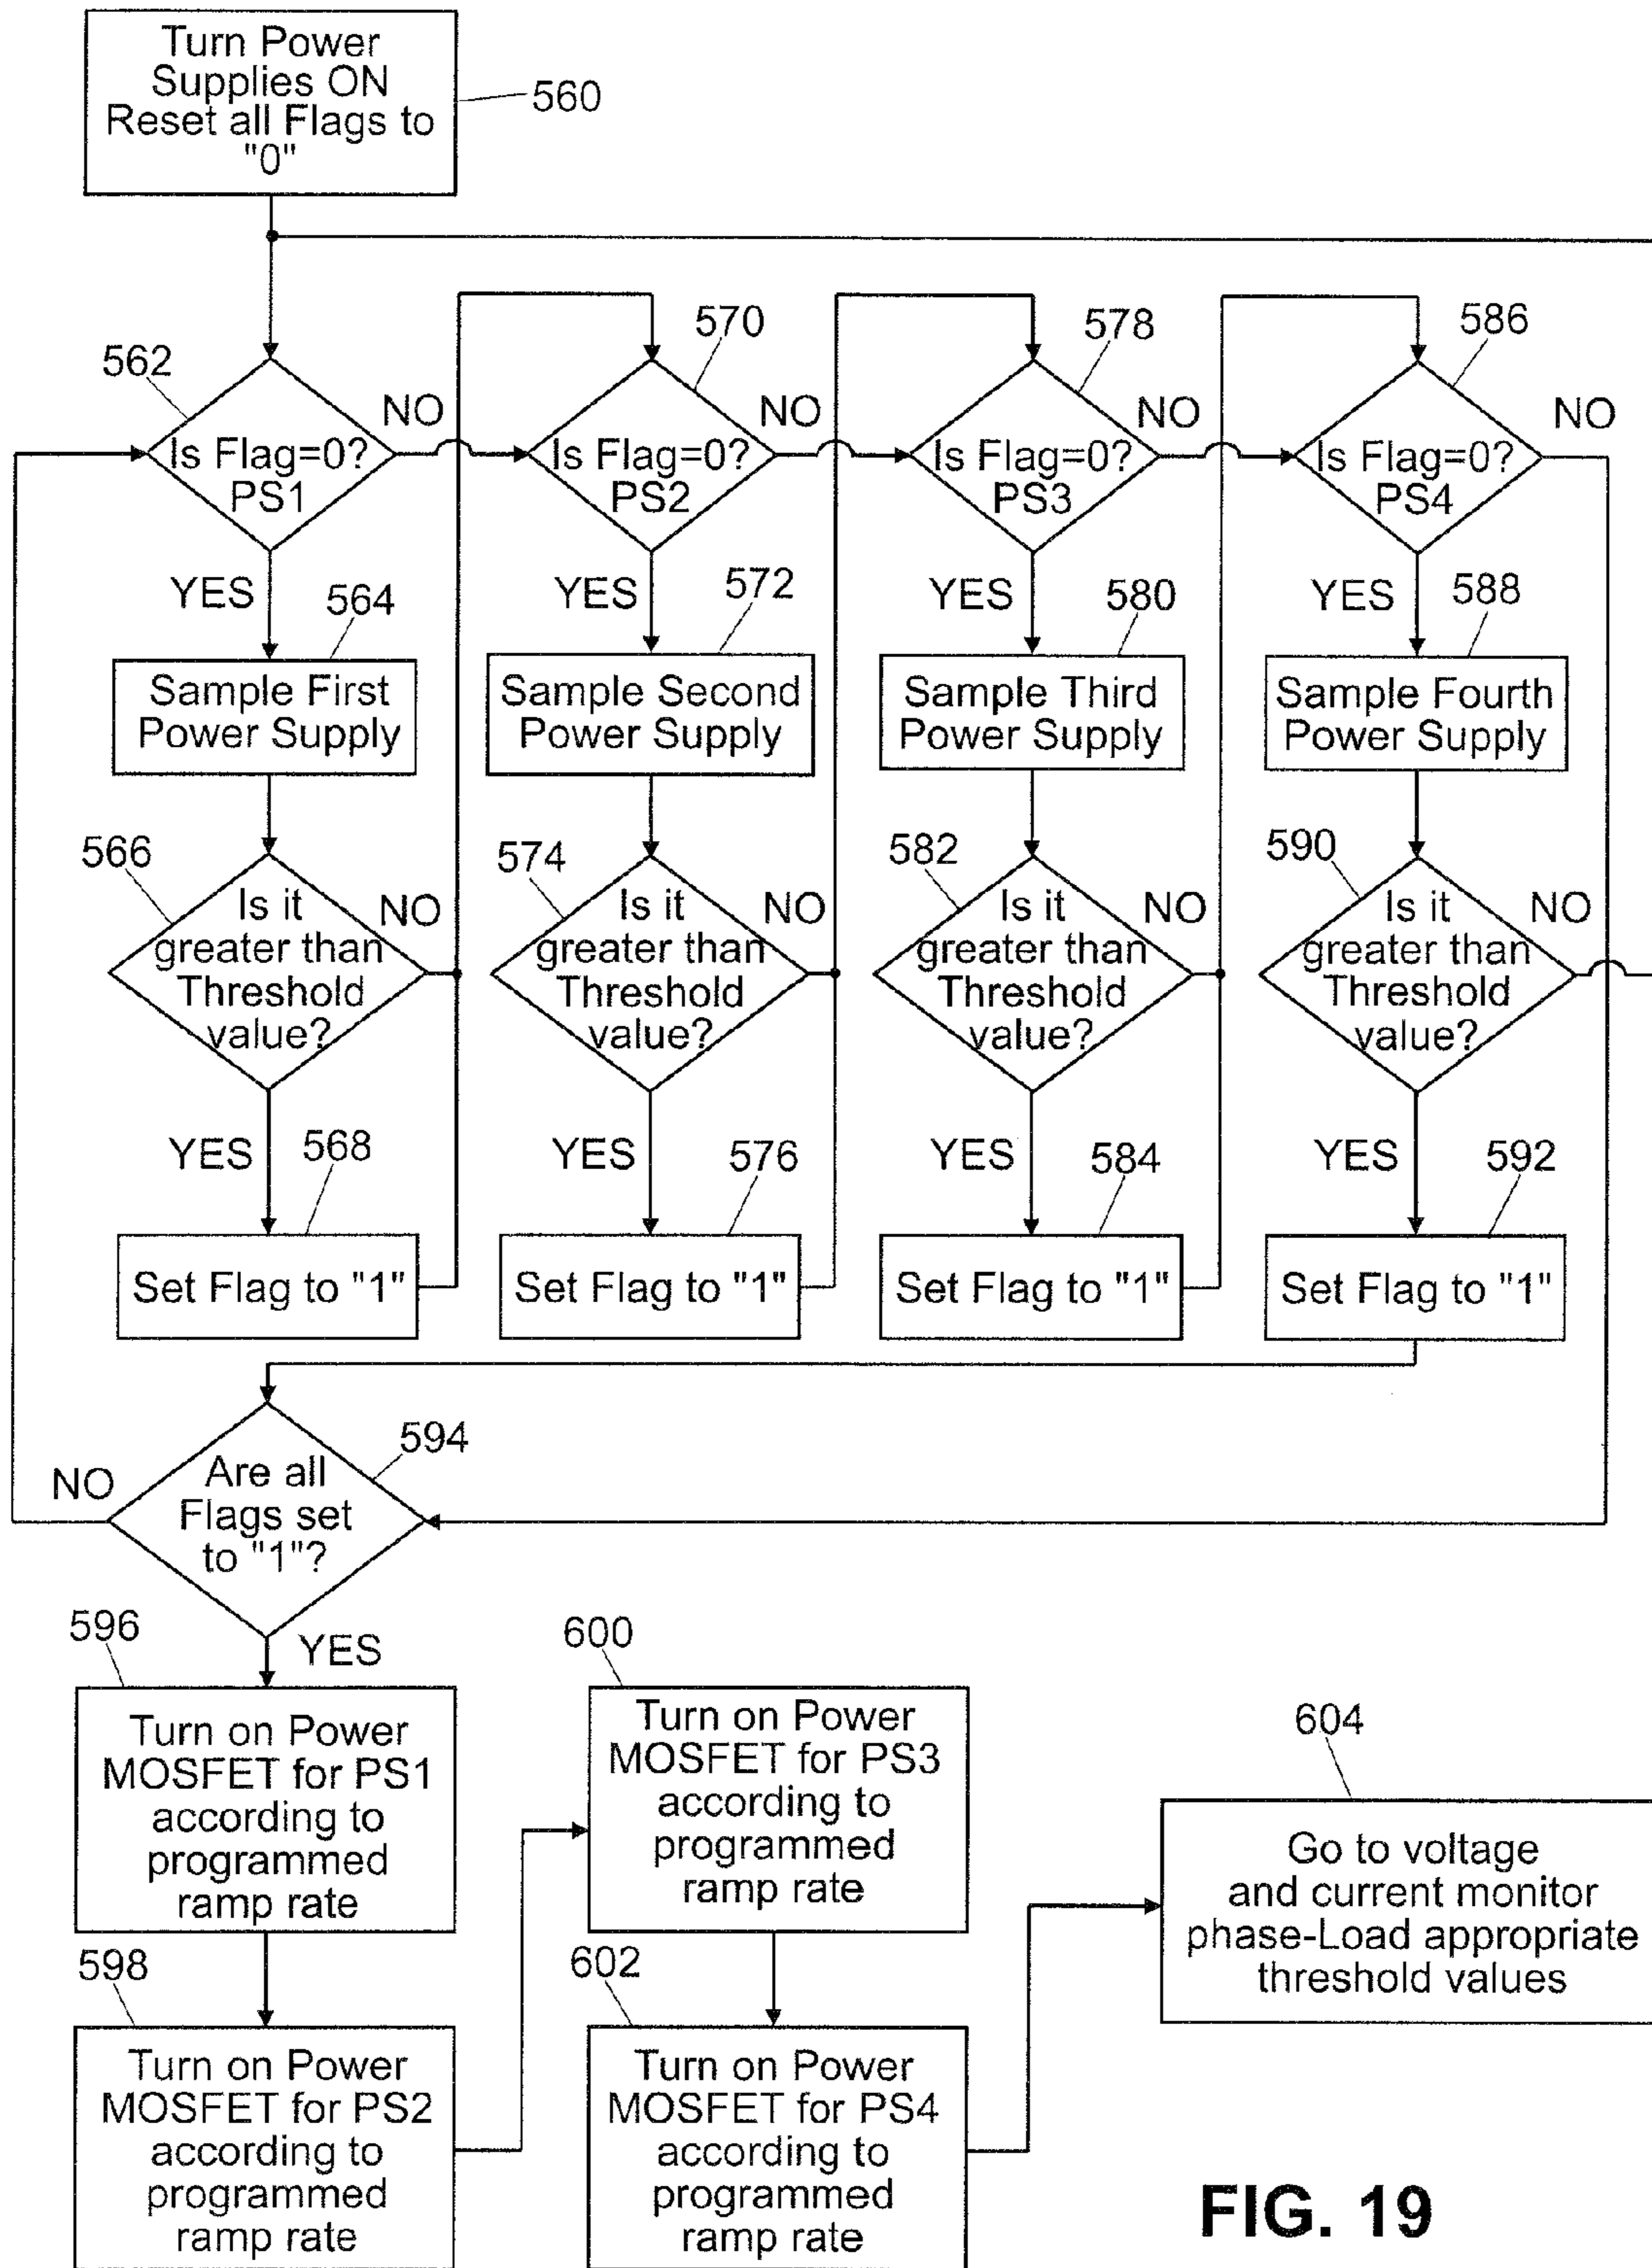 Turn Power
Supplies ON
Reset all Flags to
"0"
560
562
570
578
586
NO
NO
NO
NO
Is Flag=0?
PS1
Is Flag=0?
PS2
Is Flag=0?
PS3
Is Flag=0?
PS4
YES
564
YES
572
YES
580
YES
588
Sample First
Power Supply
Sample Second
Power Supply
Sample Third
Power Supply
Sample Fourth
Power Supply
566
574
582
590
Is it
greater than
Threshold
value?
NO
Is it
greater than
Threshold
value?
NO
Is it
greater than
Threshold
value?
NO
Is it
greater than
Threshold
value?
NO
YES
568
YES
576
YES
584
YES
592
Set Flag to "1"
Set Flag to "1"
Set Flag to "1"
Set Flag to "1"
594
NO
Are all
Flags set
to "1"?
YES
596
Turn on Power
MOSFET for PS1
according to
programmed
ramp rate
598
Turn on Power
MOSFET for PS2
according to
programmed
ramp rate
600
Turn on Power
MOSFET for PS3
according to
programmed
ramp rate
602
Turn on Power
MOSFET for PS4
according to
programmed
ramp rate
604
Go to voltage
and current monitor
phase-Load appropriate
threshold values
FIG. 19